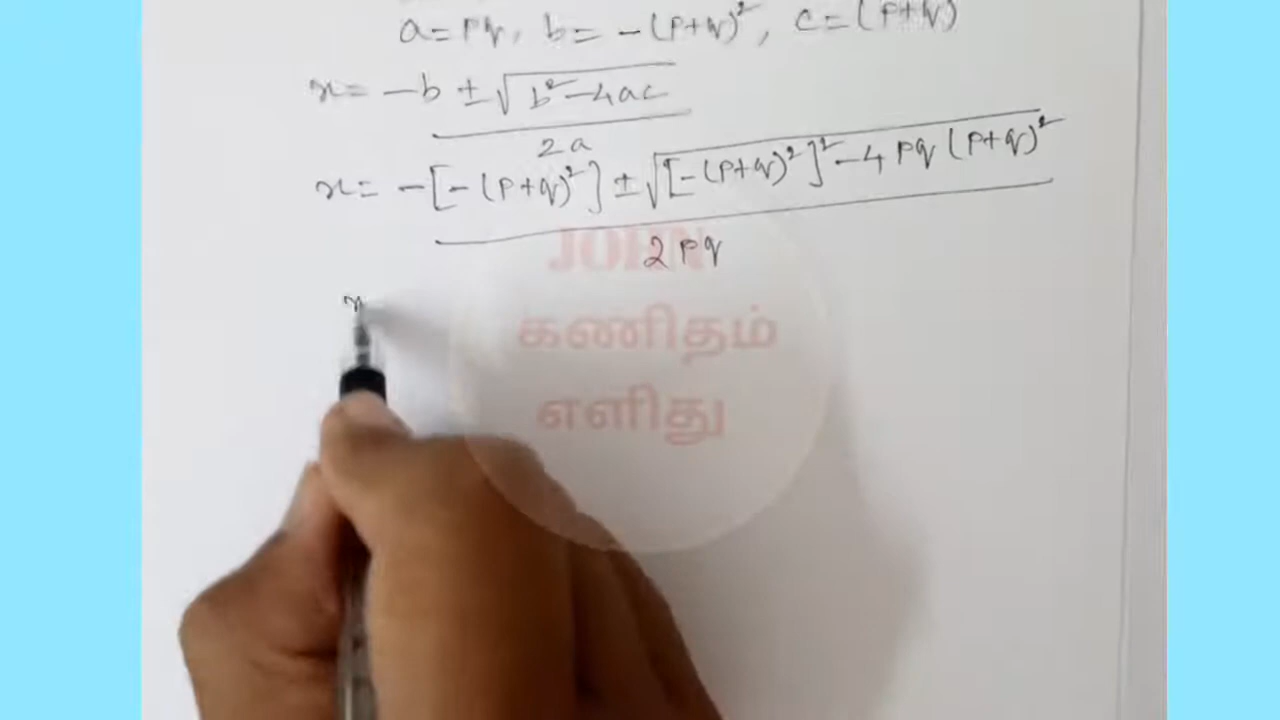 a = pq, b = -(p+q)², c = (p+q)
x = -b ± √b²-4ac
2a
x = -[-(p+q)²] ± √[-(p+q)²]²-4pq(p+q)²
2pq
x
JOHN
கணிதம்
எளிது